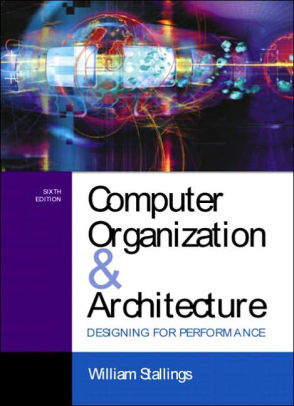 SIXTH
EDITION
Computer
Organization
&
Architecture
DESIGNING FOR PERFORMANCE
William Stallings